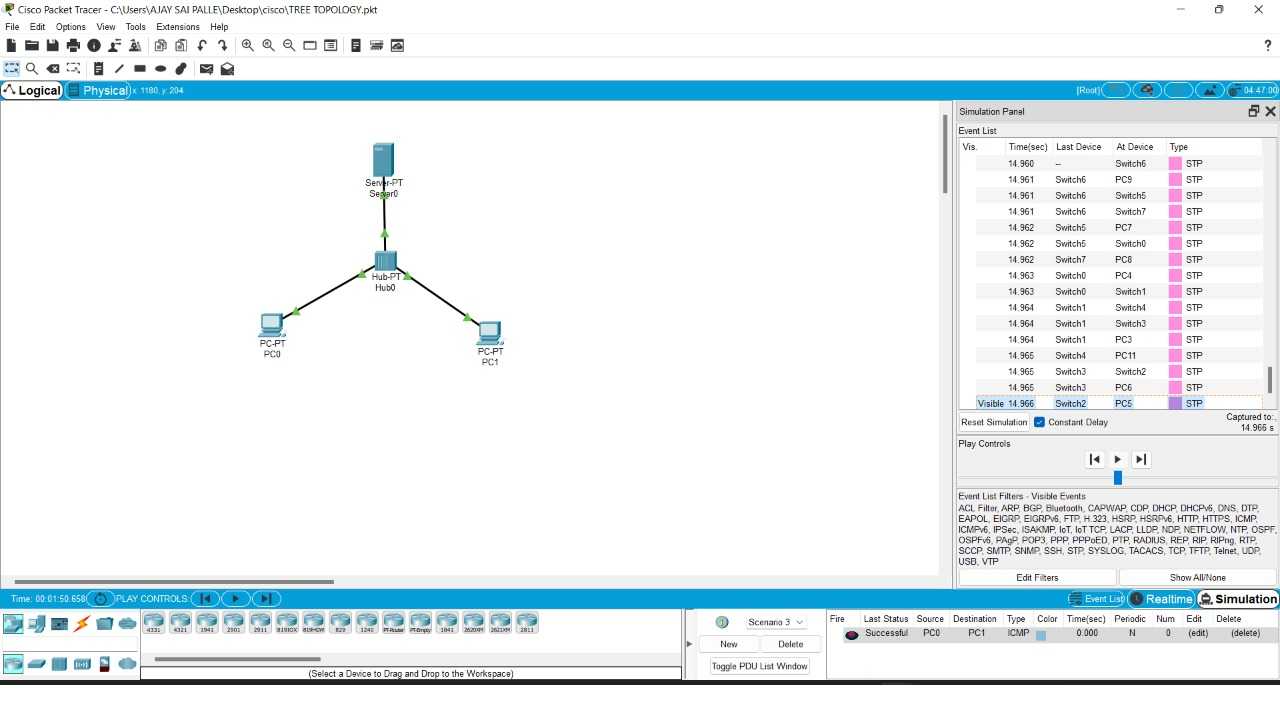 Cisco Packet Tracer - C:\Users\AJAY SAI PALLE\Desktop\cisco\TREE TOPOLOGY.pkt
File Edit Options View Tools Extensions Help
Logical Physical x: 1180, y: 204 [Root] 04:47:00
Server-PT
Server0
Hub-PT
Hub0
PC-PT
PC0
PC-PT
PC1
Simulation Panel
Event List
Vis. Time(sec) Last Device At Device Type
14.960 -- Switch6 STP
14.961 Switch6 PC9 STP
14.961 Switch6 Switch5 STP
14.961 Switch6 Switch7 STP
14.962 Switch5 PC7 STP
14.962 Switch5 Switch0 STP
14.962 Switch7 PC8 STP
14.963 Switch0 PC4 STP
14.963 Switch0 Switch1 STP
14.964 Switch1 Switch4 STP
14.964 Switch1 Switch3 STP
14.964 Switch1 PC3 STP
14.965 Switch4 PC11 STP
14.965 Switch3 Switch2 STP
14.965 Switch3 PC6 STP
Visible 14.966 Switch2 PC5 STP
Reset Simulation Constant Delay Captured to:
14.966 s
Play Controls
Event List Filters - Visible Events
ACL Filter, ARP, BGP, Bluetooth, CAPWAP, CDP, DHCP, DHCPv6, DNS, DTP,
EAPOL, EIGRP, EIGRPv6, FTP, H.323, HSRP, HSRPv6, HTTP, HTTPS, ICMP,
ICMPv6, IPSec, ISAKMP, IoT, IoT TCP, LACP, LLDP, NDP, NETFLOW, NTP, OSPF,
OSPFv6, PAgP, POP3, PPP, PPPoED, PTP, RADIUS, REP, RIP, RIPng, RTP,
SCCP, SMTP, SNMP, SSH, STP, SYSLOG, TACACS, TCP, TFTP, Telnet, UDP,
USB, VTP
Edit Filters Show All/None
Time: 00:01:50.658 PLAY CONTROLS: Event List Realtime Simulation
4331 4321 1941 2901 2911 819IOX 819HGW 829 1240 PT-Router PT-Empty 1841 2620XM 2621XM 2811
(Select a Device to Drag and Drop to the Workspace)
Scenario 3
New Delete
Toggle PDU List Window
Fire Last Status Source Destination Type Color Time(sec) Periodic Num Edit Delete
Successful PC0 PC1 ICMP 0.000 N 0 (edit) (delete)